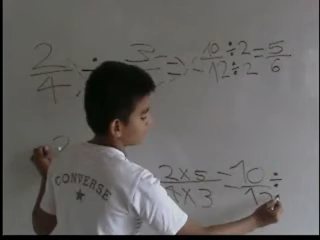 2/4 ÷ 3 = 10/12 ÷2/÷2 = 5/6
2x5/4x3 = 10/12 ÷
CONVERSE